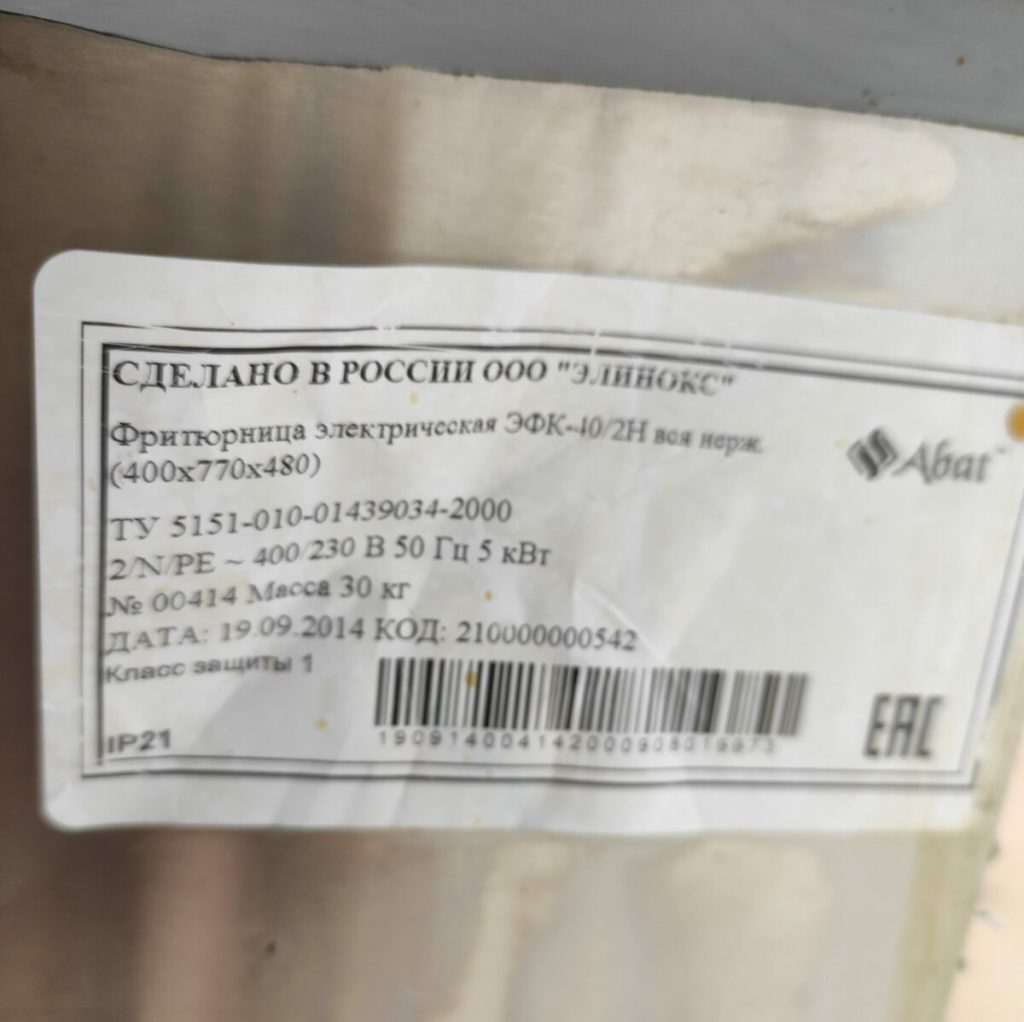 СДЕЛАНО В РОССИИ ООО "ЭЛИНОКС"
Фритюрница электрическая ЭФК-40/2Н вся нерж.
(400х770х480)
Abat
ТУ 5151-010-01439034-2000
2/N/PE ~ 400/230 В 50 Гц 5 кВт
№ 00414 Масса 30 кг
ДАТА: 19.09.2014 КОД: 210000000542
Класс защиты 1
IP21
EAC